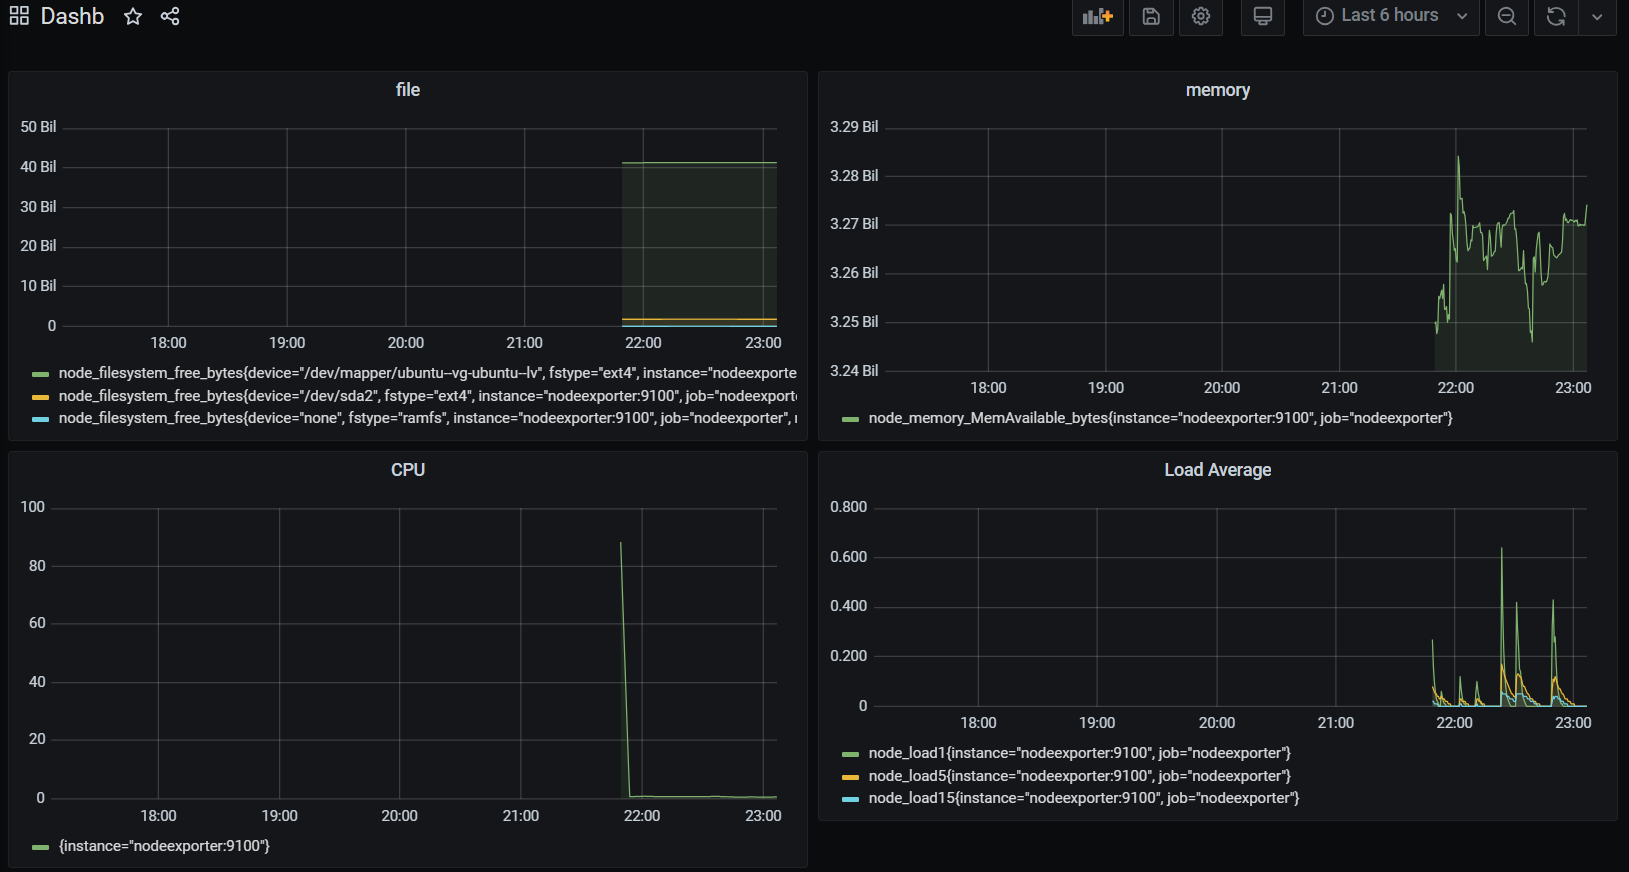 Dashb
Last 6 hours
file
50 Bil
40 Bil
30 Bil
20 Bil
10 Bil
0
18:00 19:00 20:00 21:00 22:00 23:00
node_filesystem_free_bytes{device="/dev/mapper/ubuntu--vg-ubuntu--lv", fstype="ext4", instance="nodeexporte
node_filesystem_free_bytes{device="/dev/sda2", fstype="ext4", instance="nodeexporter:9100", job="nodeexport
node_filesystem_free_bytes{device="none", fstype="ramfs", instance="nodeexporter:9100", job="nodeexporter",
memory
3.29 Bil
3.28 Bil
3.27 Bil
3.26 Bil
3.25 Bil
3.24 Bil
18:00 19:00 20:00 21:00 22:00 23:00
node_memory_MemAvailable_bytes{instance="nodeexporter:9100", job="nodeexporter"}
CPU
100
80
60
40
20
0
18:00 19:00 20:00 21:00 22:00 23:00
{instance="nodeexporter:9100"}
Load Average
0.800
0.600
0.400
0.200
0
18:00 19:00 20:00 21:00 22:00 23:00
node_load1{instance="nodeexporter:9100", job="nodeexporter"}
node_load5{instance="nodeexporter:9100", job="nodeexporter"}
node_load15{instance="nodeexporter:9100", job="nodeexporter"}